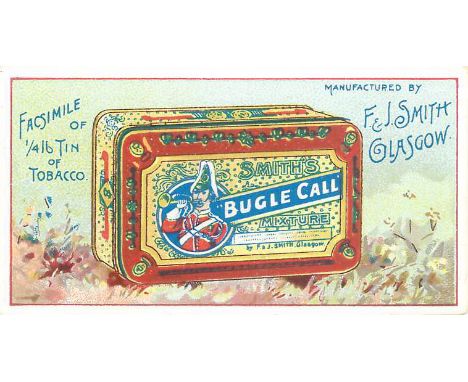 FACSIMILE
OF
1/4 lb TIN
OF
TOBACCO.
MANUFACTURED BY
F. & J. SMITH
GLASGOW.
SMITH'S
BUGLE CALL
MIXTURE
by F. & J. SMITH. Glasgow